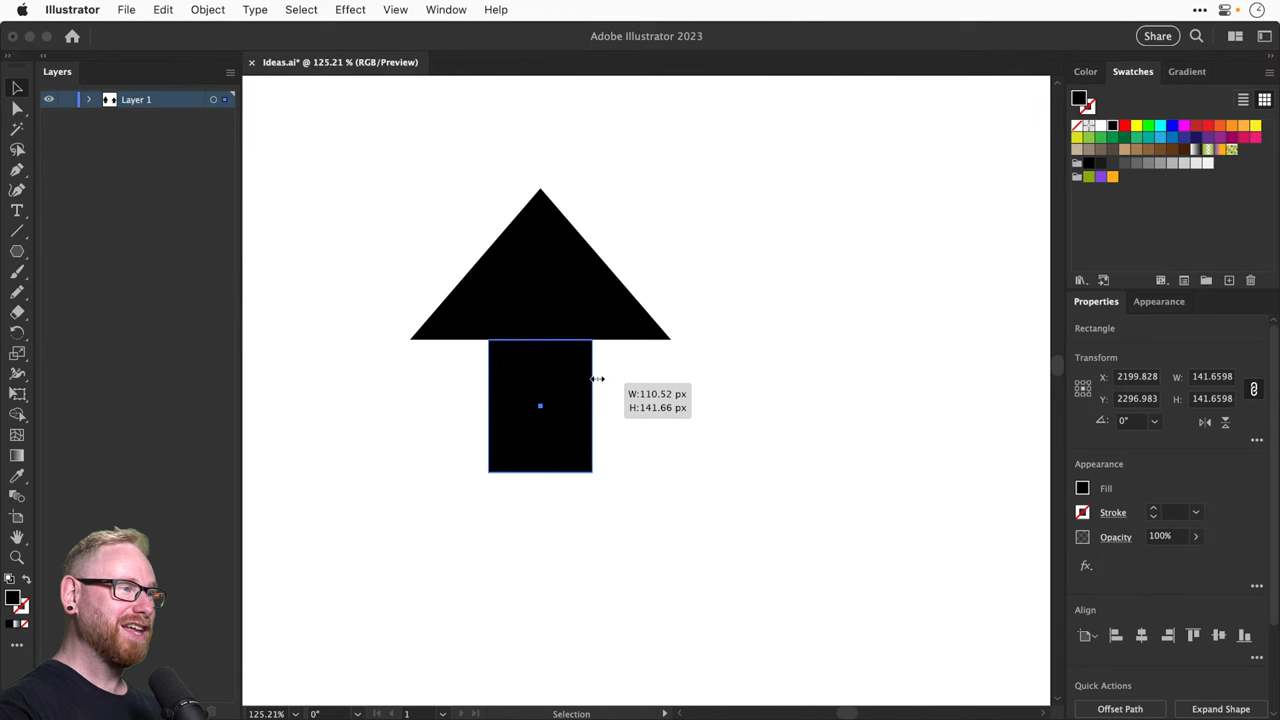 Illustrator File Edit Object Type Select Effect View Window Help
Adobe Illustrator 2023
Share
Layers
Ideas.ai* @ 125.21 % (RGB/Preview)
Color Swatches Gradient
Layer 1
Properties Appearance
Rectangle
Transform
X: 2199.828 W: 141.6598
Y: 2296.983 H: 141.6598
0°
W:110.52 px
H:141.66 px
Appearance
Fill
Stroke
Opacity 100%
fx.
Align
Quick Actions
Offset Path Expand Shape
125.21% 0° 1 Selection